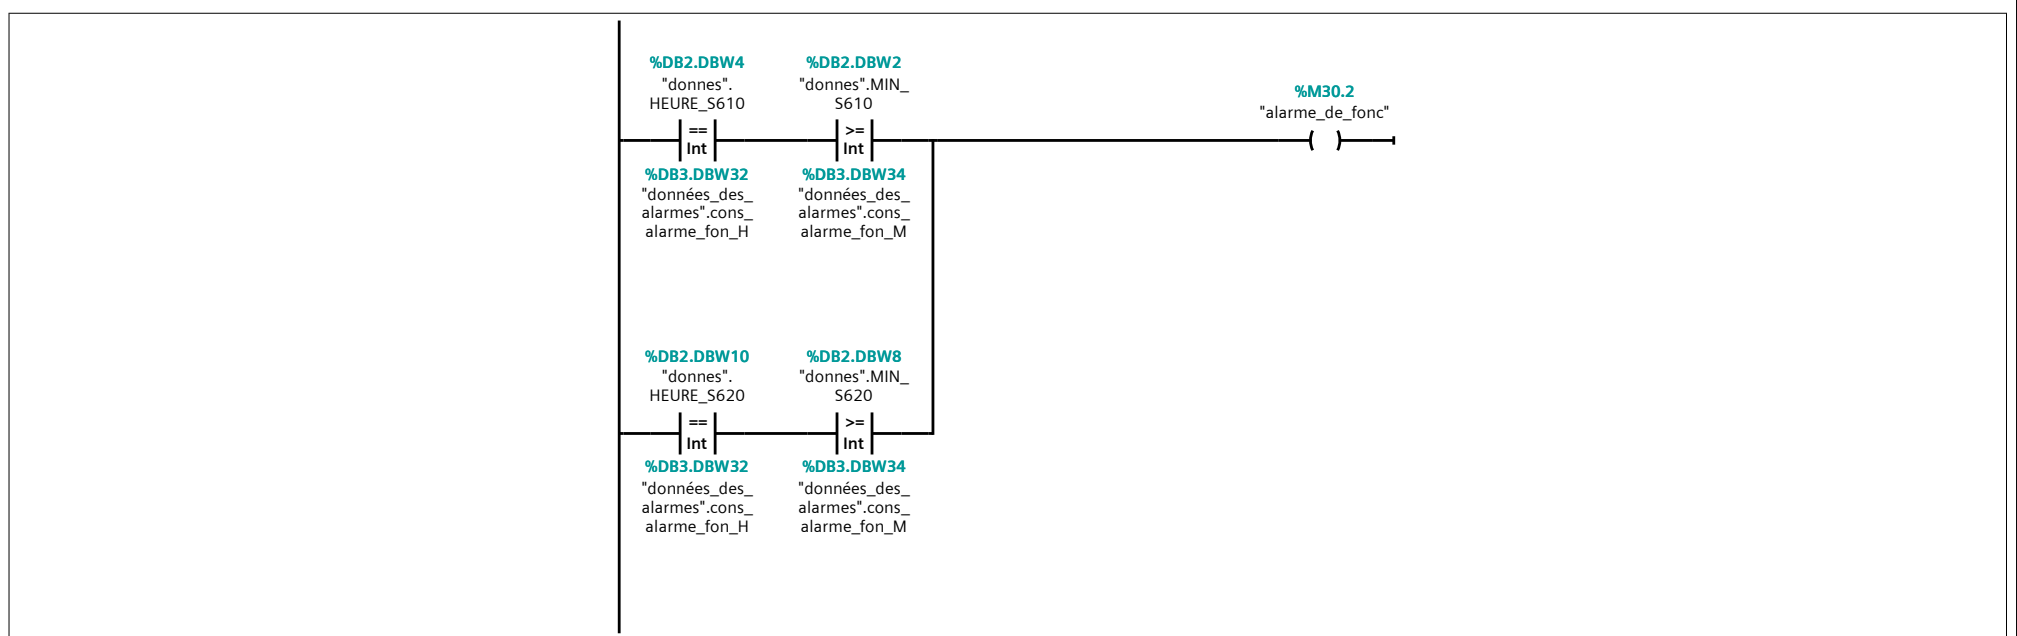 %DB2.DBW4
"donnes".
HEURE_S610
==
Int
%DB3.DBW32
"données_des_
alarmes".cons_
alarme_fon_H
%DB2.DBW2
"donnes".MIN_
S610
>=
Int
%DB3.DBW34
"données_des_
alarmes".cons_
alarme_fon_M
%M30.2
"alarme_de_fonc"
%DB2.DBW10
"donnes".
HEURE_S620
==
Int
%DB3.DBW32
"données_des_
alarmes".cons_
alarme_fon_H
%DB2.DBW8
"donnes".MIN_
S620
>=
Int
%DB3.DBW34
"données_des_
alarmes".cons_
alarme_fon_M